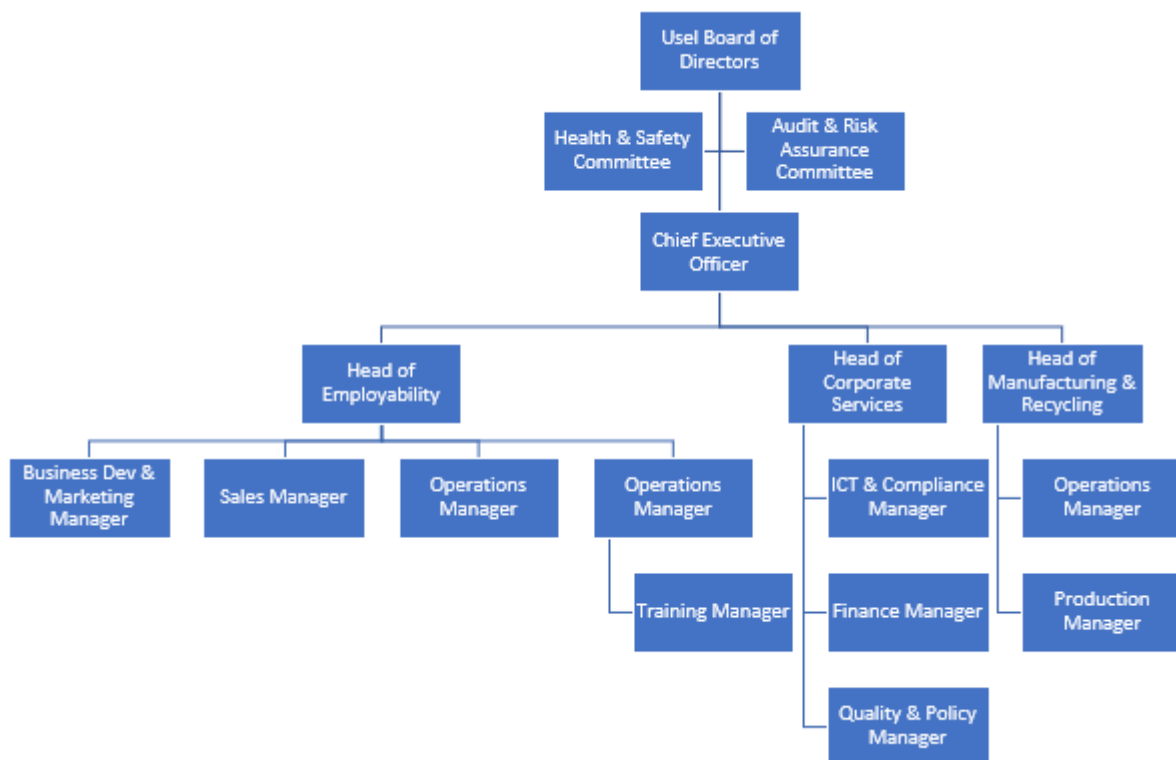 Usel Board of
Directors
Health & Safety
Committee
Audit & Risk
Assurance
Committee
Chief Executive
Officer
Head of
Employability
Head of
Corporate
Services
Head of
Manufacturing &
Recycling
Business Dev &
Marketing
Manager
Sales Manager
Operations
Manager
Operations
Manager
ICT & Compliance
Manager
Operations
Manager
Training Manager
Finance Manager
Production
Manager
Quality & Policy
Manager